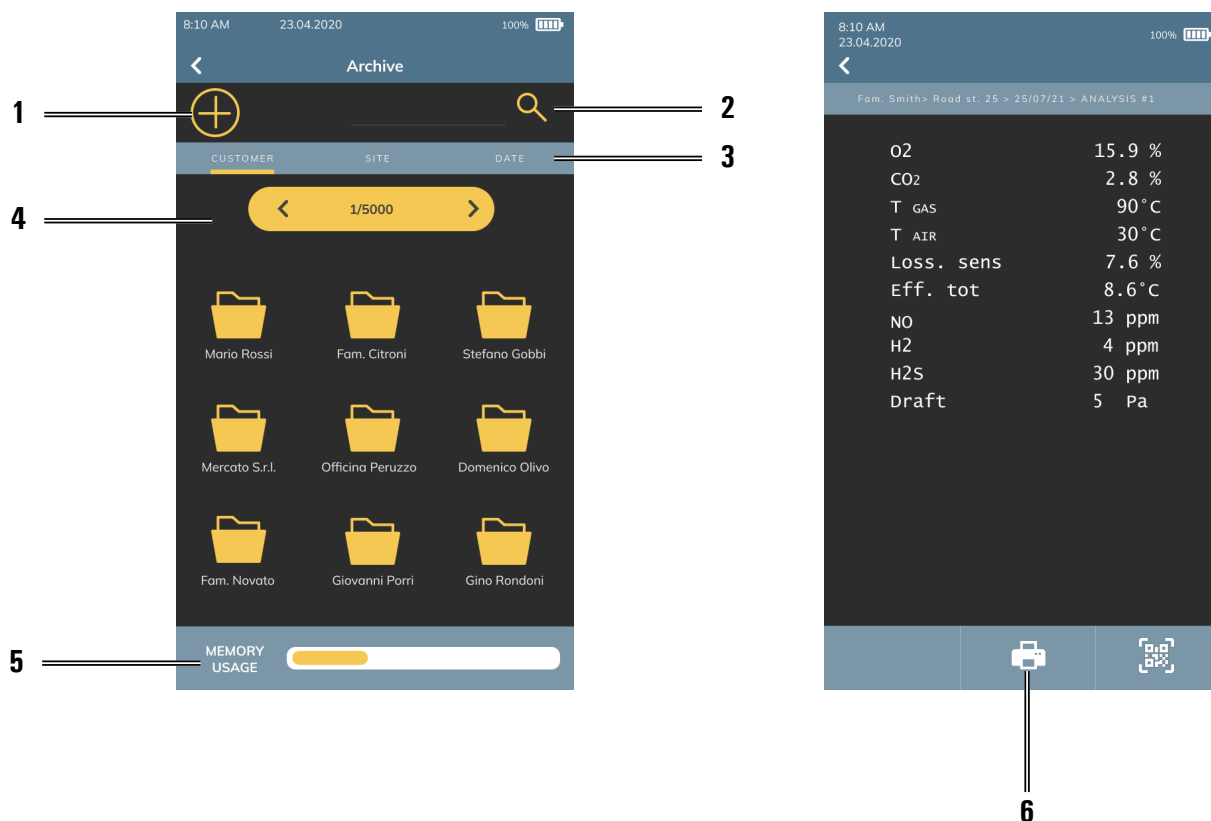 8:10 AM 23.04.2020 100%
Archive
1
2
CUSTOMER SITE DATE
3
4
1/5000
Mario Rossi Fam. Citroni Stefano Gobbi
Mercato S.r.l. Officina Peruzzo Domenico Olivo
Fam. Novato Giovanni Porri Gino Rondoni
5
MEMORY
USAGE
8:10 AM
23.04.2020
100%
Fam. Smith> Road st. 25 > 25/07/21 > ANALYSIS #1
O2 15.9 %
CO2 2.8 %
T GAS 90°C
T AIR 30°C
Loss. sens 7.6 %
Eff. tot 8.6°C
NO 13 ppm
H2 4 ppm
H2S 30 ppm
Draft 5 Pa
6